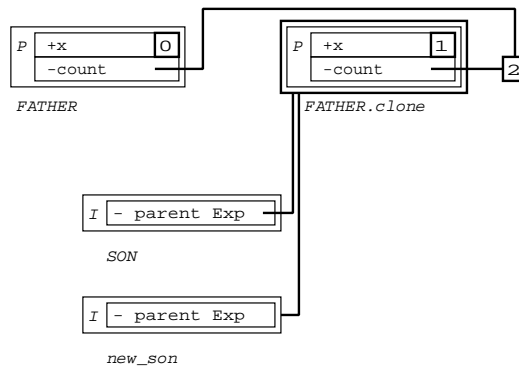 P +x 0
-count
FATHER
P +x 1
-count
2
FATHER.clone
I - parent Exp
SON
I - parent Exp
new_son